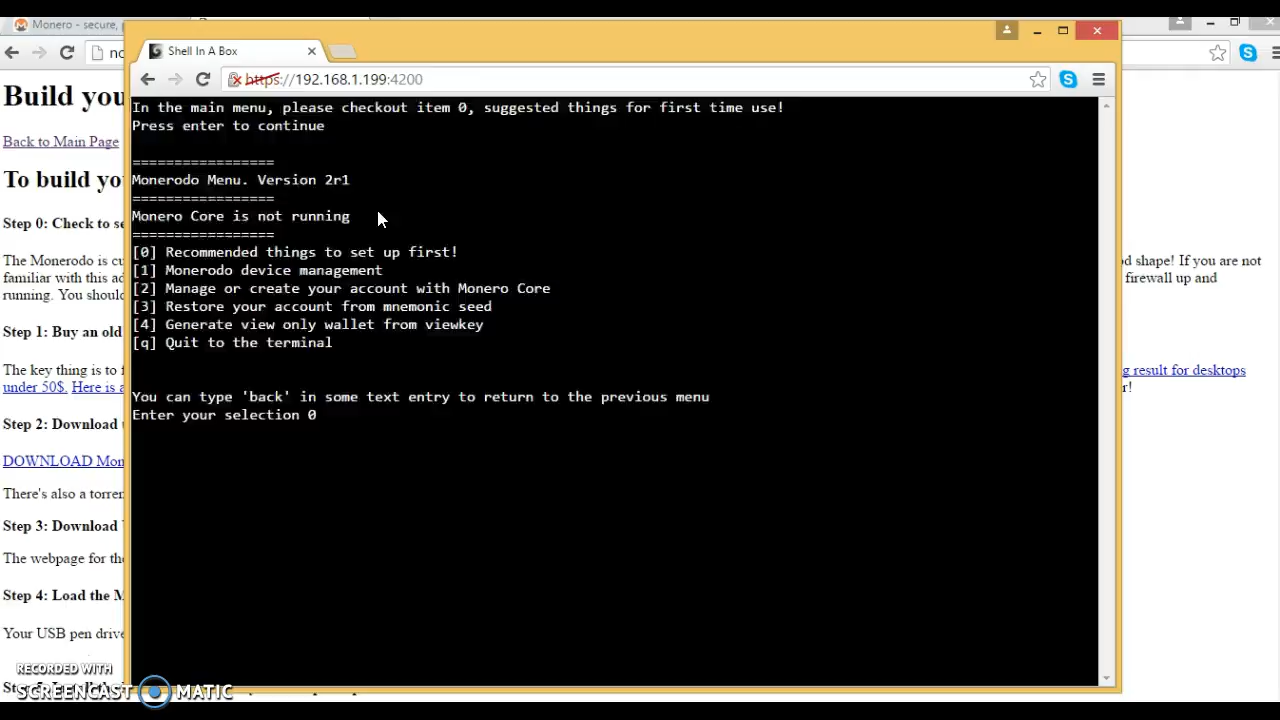 Monero - secure, p
Shell In A Box
https://192.168.1.199:4200
In the main menu, please checkout item 0, suggested things for first time use!
Press enter to continue
=================
Monerodo Menu. Version 2r1
=================
Monero Core is not running
=================
[0] Recommended things to set up first!
[1] Monerodo device management
[2] Manage or create your account with Monero Core
[3] Restore your account from mnemonic seed
[4] Generate view only wallet from viewkey
[q] Quit to the terminal
You can type 'back' in some text entry to return to the previous menu
Enter your selection 0
Build you
Back to Main Page
To build yo
Step 0: Check to se
The Monerodo is cu
d shape! If you are not
familiar with this ad
firewall up and
running. You should
Step 1: Buy an old
The key thing is to f
g result for desktops
under 50$. Here is a
r!
Step 2: Download
DOWNLOAD Mon
There's also a torren
Step 3: Download
The webpage for the
Step 4: Load the M
Your USB pen drive
RECORDED WITH
SCREENCAST MATIC